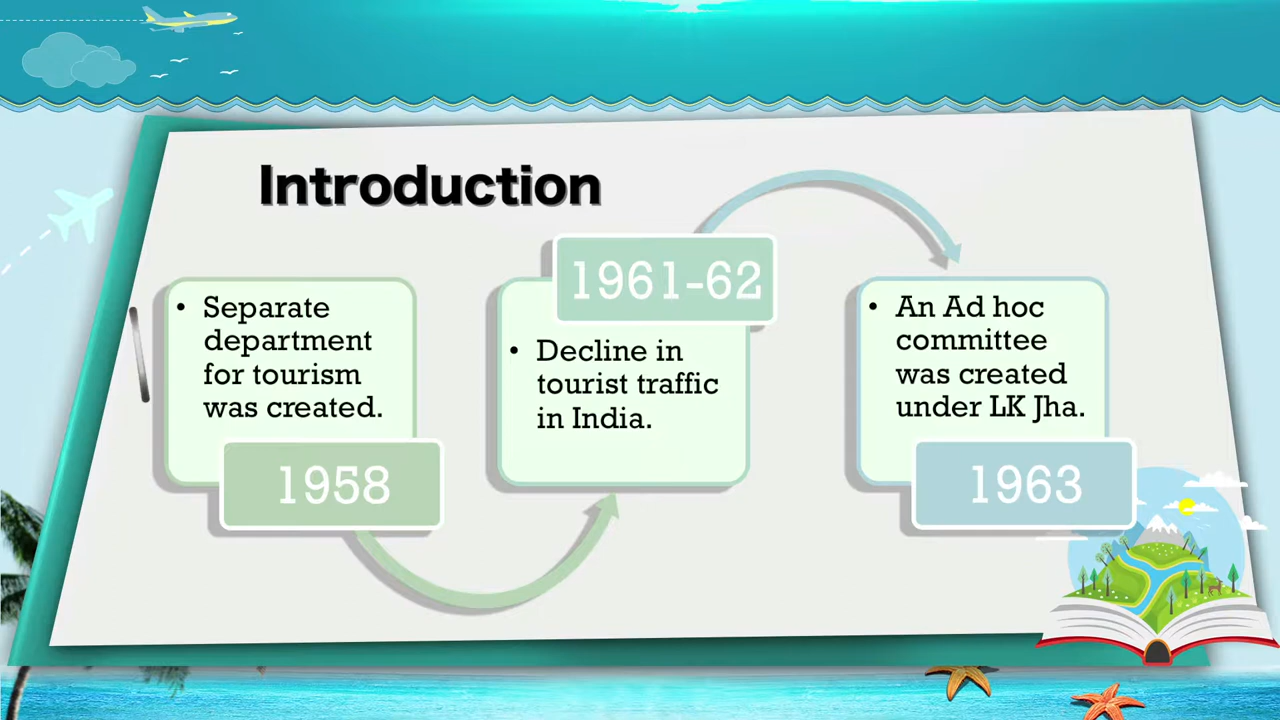 Introduction
• Separate
department
for tourism
was created.
1958
1961-62
• Decline in
tourist traffic
in India.
• An Ad hoc
committee
was created
under LK Jha.
1963